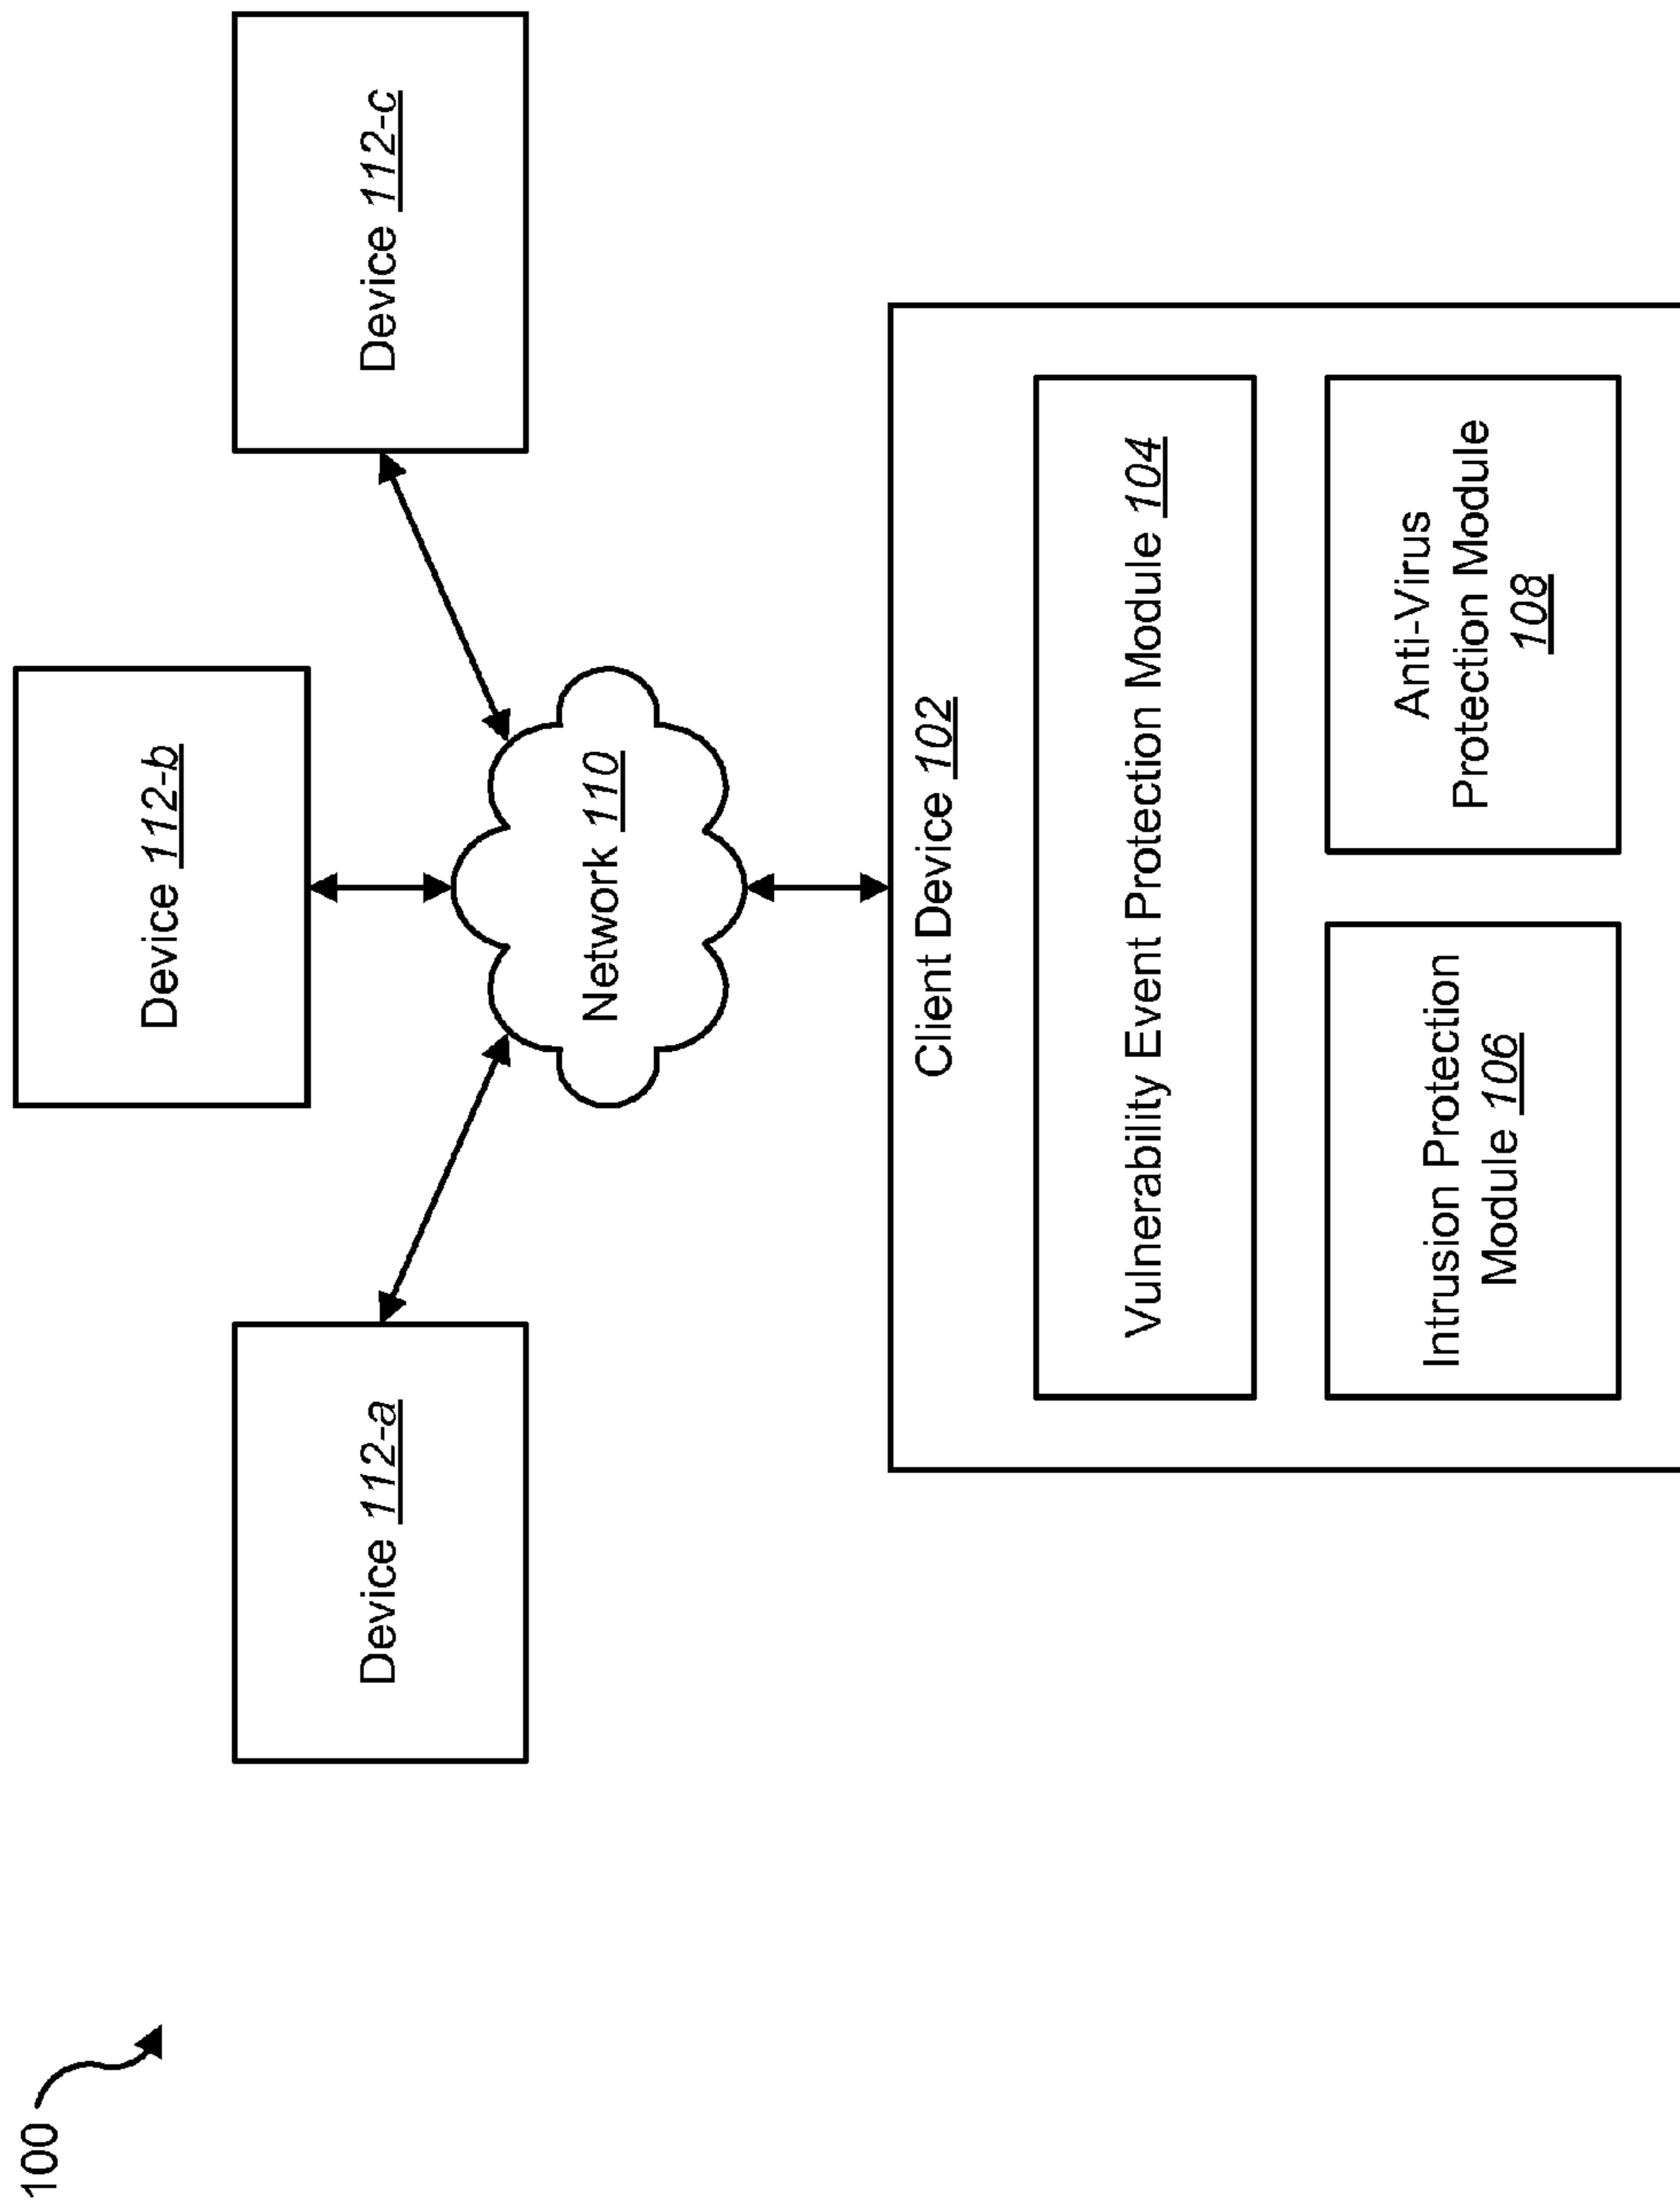 100
Device 112-b
Device 112-a
Device 112-c
Network 110
Client Device 102
Vulnerability Event Protection Module 104
Intrusion Protection
Module 106
Anti-Virus
Protection Module
108